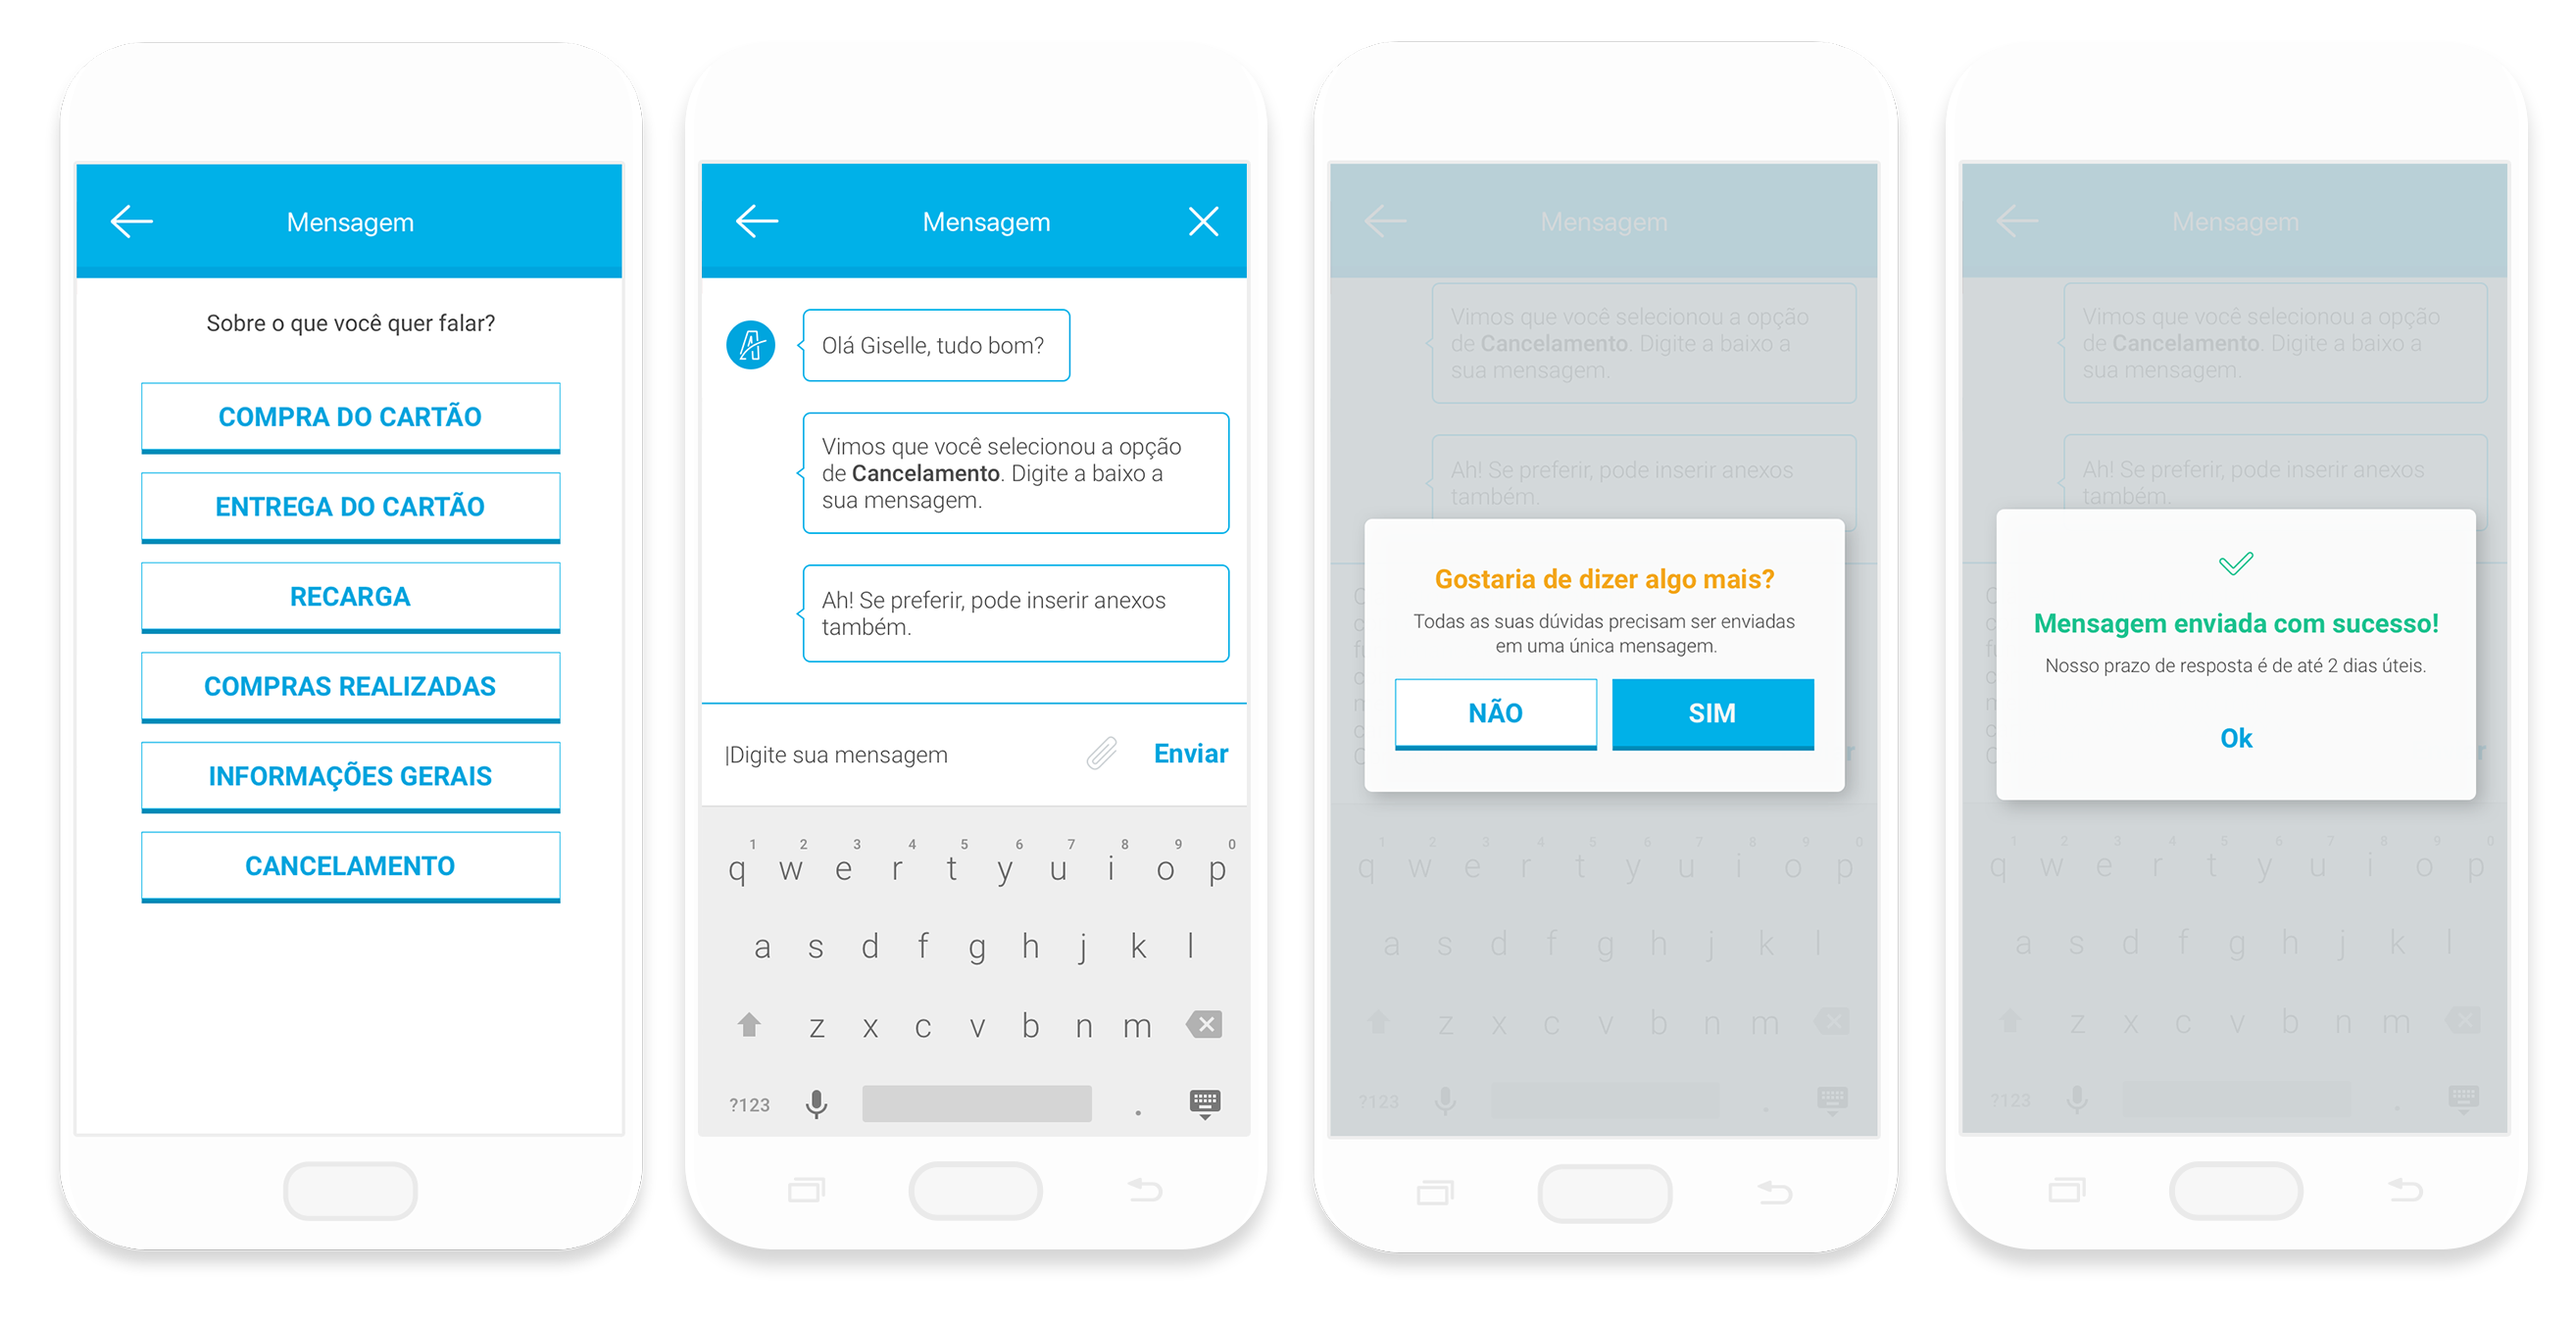 Mensagem
Sobre o que você quer falar?
COMPRA DO CARTÃO
ENTREGA DO CARTÃO
RECARGA
COMPRAS REALIZADAS
INFORMAÇÕES GERAIS
CANCELAMENTO
Mensagem
Olá Giselle, tudo bom?
Vimos que você selecionou a opção
de Cancelamento. Digite a baixo a
sua mensagem.
Ah! Se preferir, pode inserir anexos
também.
|Digite sua mensagem Enviar
1 2 3 4 5 6 7 8 9 0
q w e r t y u i o p
a s d f g h j k l
z x c v b n m
?123 .
Mensagem
Vimos que você selecionou a opção
de Cancelamento. Digite a baixo a
sua mensagem.
Ah! Se preferir, pode inserir anexos
também.
Gostaria de dizer algo mais?
Todas as suas dúvidas precisam ser enviadas
em uma única mensagem.
NÃO SIM
1 2 3 4 5 6 7 8 9 0
q w e r t y u i o p
a s d f g h j k l
z x c v b n m
?123 .
Mensagem
Vimos que você selecionou a opção
de Cancelamento. Digite a baixo a
sua mensagem.
Ah! Se preferir, pode inserir anexos
também.
Mensagem enviada com sucesso!
Nosso prazo de resposta é de até 2 dias úteis.
Ok
1 2 3 4 5 6 7 8 9 0
q w e r t y u i o p
a s d f g h j k l
z x c v b n m
?123 .